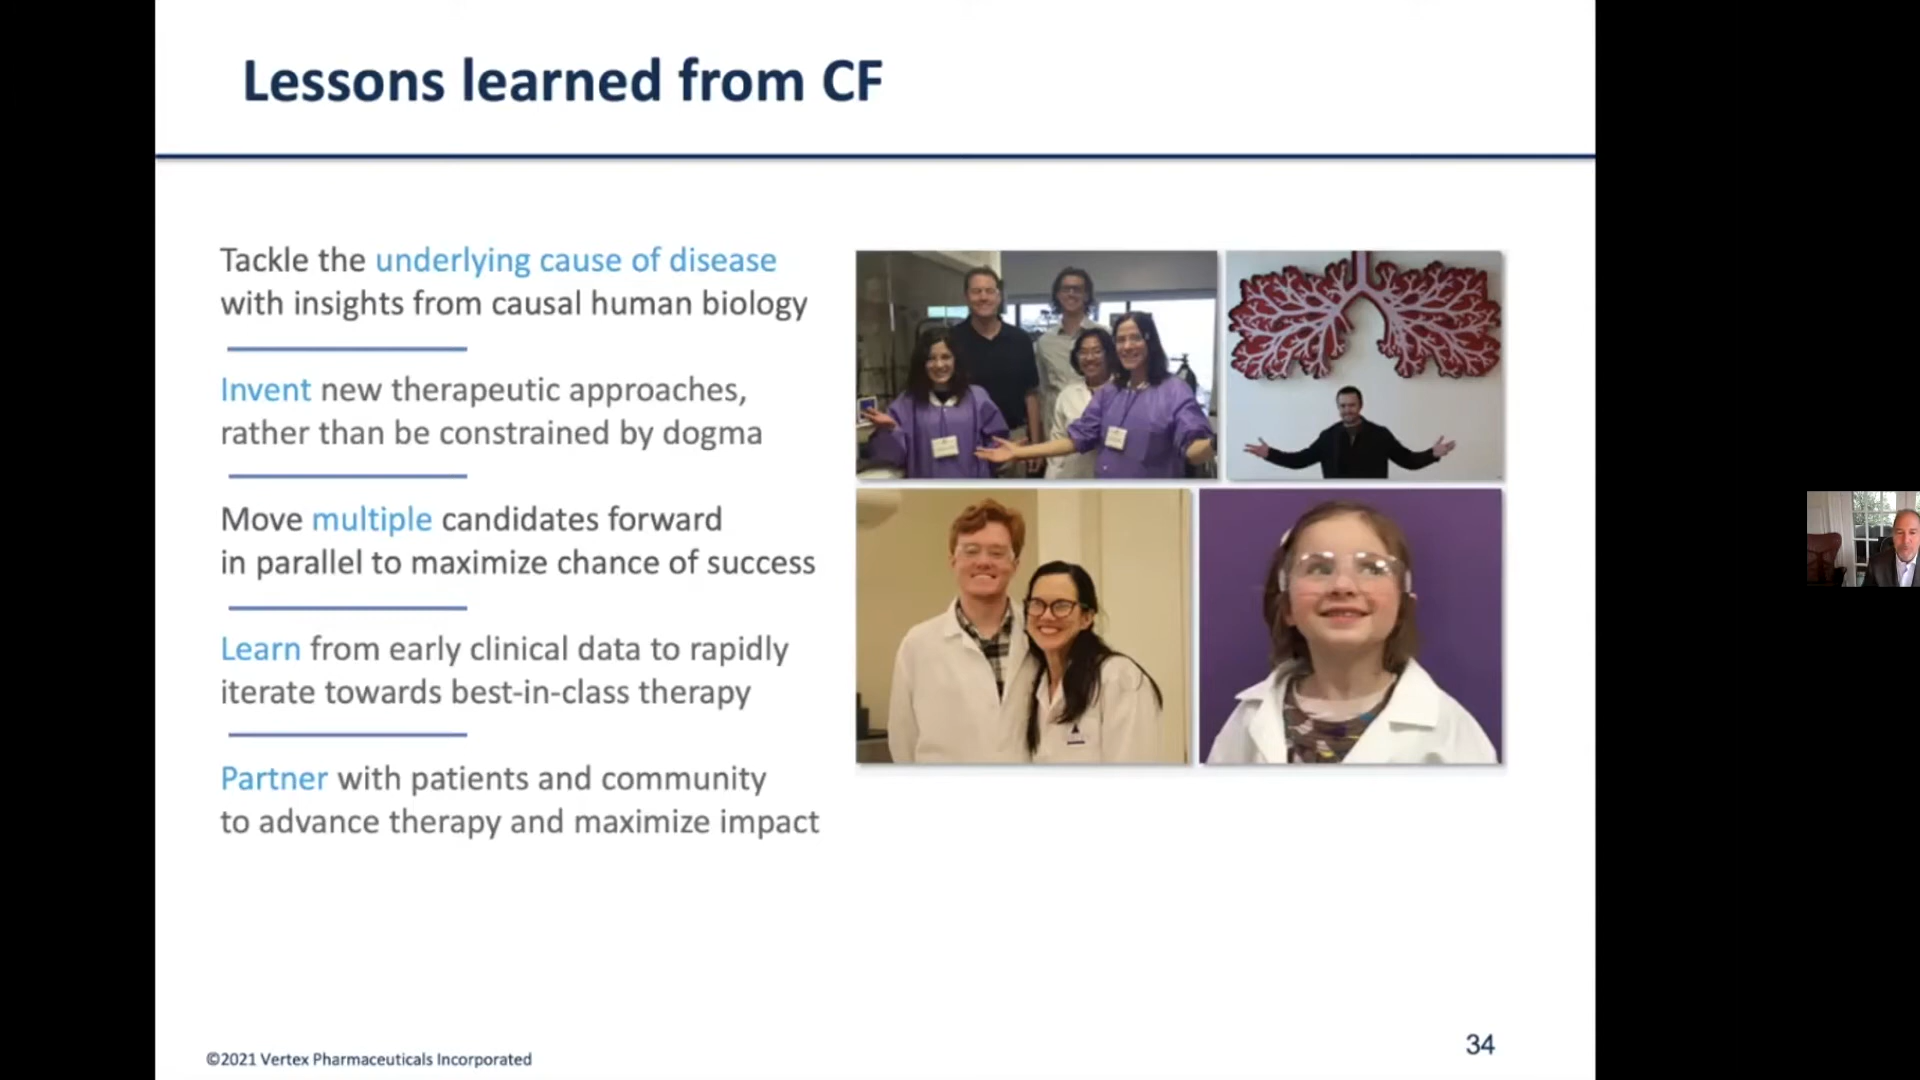 Lessons learned from CF
Tackle the underlying cause of disease
with insights from causal human biology
Invent new therapeutic approaches,
rather than be constrained by dogma
Move multiple candidates forward
in parallel to maximize chance of success
Learn from early clinical data to rapidly
iterate towards best-in-class therapy
Partner with patients and community
to advance therapy and maximize impact
©2021 Vertex Pharmaceuticals Incorporated
34